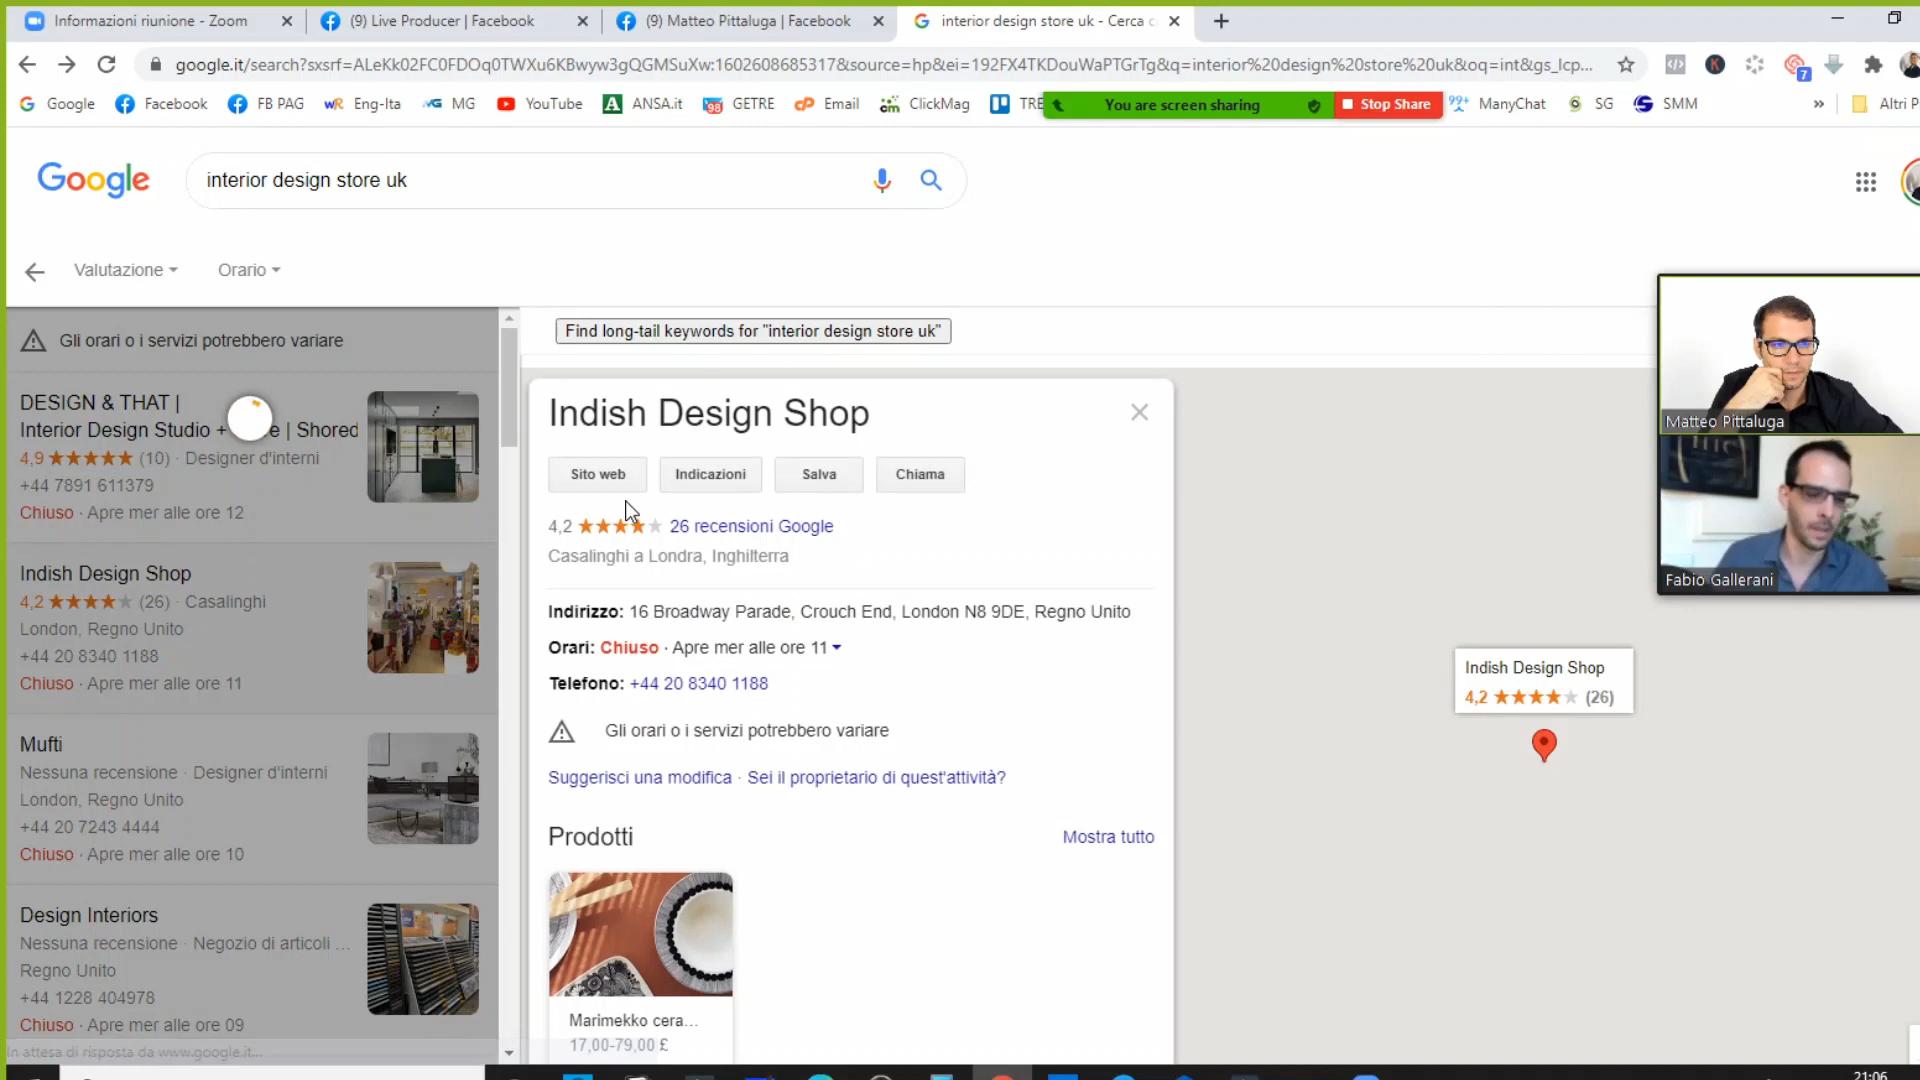 Informazioni riunione - Zoom
(9) Live Producer | Facebook
(9) Matteo Pittaluga | Facebook
interior design store uk - Cerca c
google.it/search?sxsrf=ALeKk02FC0FDOq0TWXu6KBwyw3gQGMSuXw:1602608685317&source=hp&ei=192FX4TKDouWaPTGrTg&q=interior%20design%20store%20uk&oq=int&gs_lcp...
7
Google
Facebook
FB PAG
Eng-Ita
MG
YouTube
ANSA.it
GETRE
Email
ClickMag
TRE
You are screen sharing
Stop Share
99+
ManyChat
SG
SMM
»
Altri P
Google
interior design store uk
Valutazione
Orario
Gli orari o i servizi potrebbero variare
Find long-tail keywords for "interior design store uk"
DESIGN & THAT |
Interior Design Studio + e | Shored
4,9 (10) · Designer d'interni
+44 7891 611379
Chiuso · Apre mer alle ore 12
Indish Design Shop
4,2 (26) · Casalinghi
London, Regno Unito
+44 20 8340 1188
Chiuso · Apre mer alle ore 11
Mufti
Nessuna recensione · Designer d'interni
London, Regno Unito
+44 20 7243 4444
Chiuso · Apre mer alle ore 10
Design Interiors
Nessuna recensione · Negozio di articoli ...
Regno Unito
+44 1228 404978
Chiuso · Apre mer alle ore 09
In attesa di risposta da www.google.it...
Indish Design Shop
Sito web
Indicazioni
Salva
Chiama
4,2 26 recensioni Google
Casalinghi a Londra, Inghilterra
Indirizzo: 16 Broadway Parade, Crouch End, London N8 9DE, Regno Unito
Orari: Chiuso · Apre mer alle ore 11
Telefono: +44 20 8340 1188
Gli orari o i servizi potrebbero variare
Suggerisci una modifica · Sei il proprietario di quest'attività?
Prodotti
Mostra tutto
Marimekko cera...
17,00-79,00 £
Matteo Pittaluga
Fabio Gallerani
Indish Design Shop
4,2 (26)
21:06